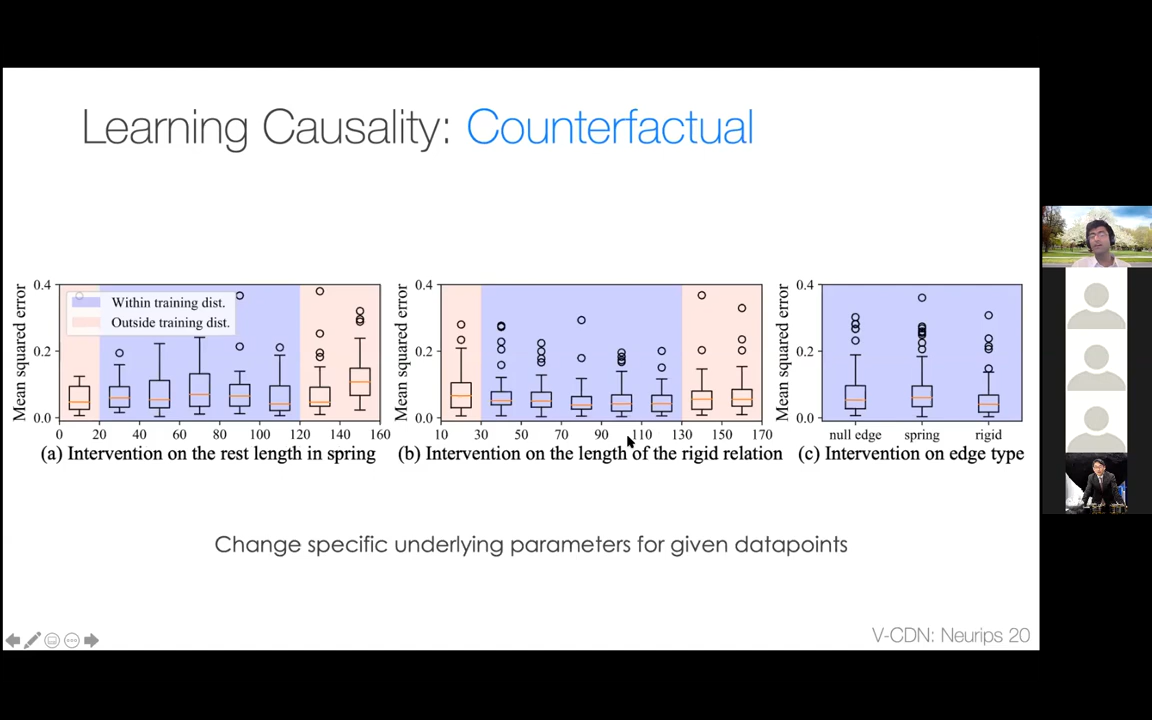 Learning Causality: Counterfactual
0.4
0.2
0.0
Mean squared error
Within training dist.
Outside training dist.
0 20 40 60 80 100 120 140 160
(a) Intervention on the rest length in spring
0.4
0.2
0.0
Mean squared error
10 30 50 70 90 110 130 150 170
(b) Intervention on the length of the rigid relation
0.4
0.2
0.0
Mean squared error
null edge spring rigid
(c) Intervention on edge type
Change specific underlying parameters for given datapoints
V-CDN: Neurips 20